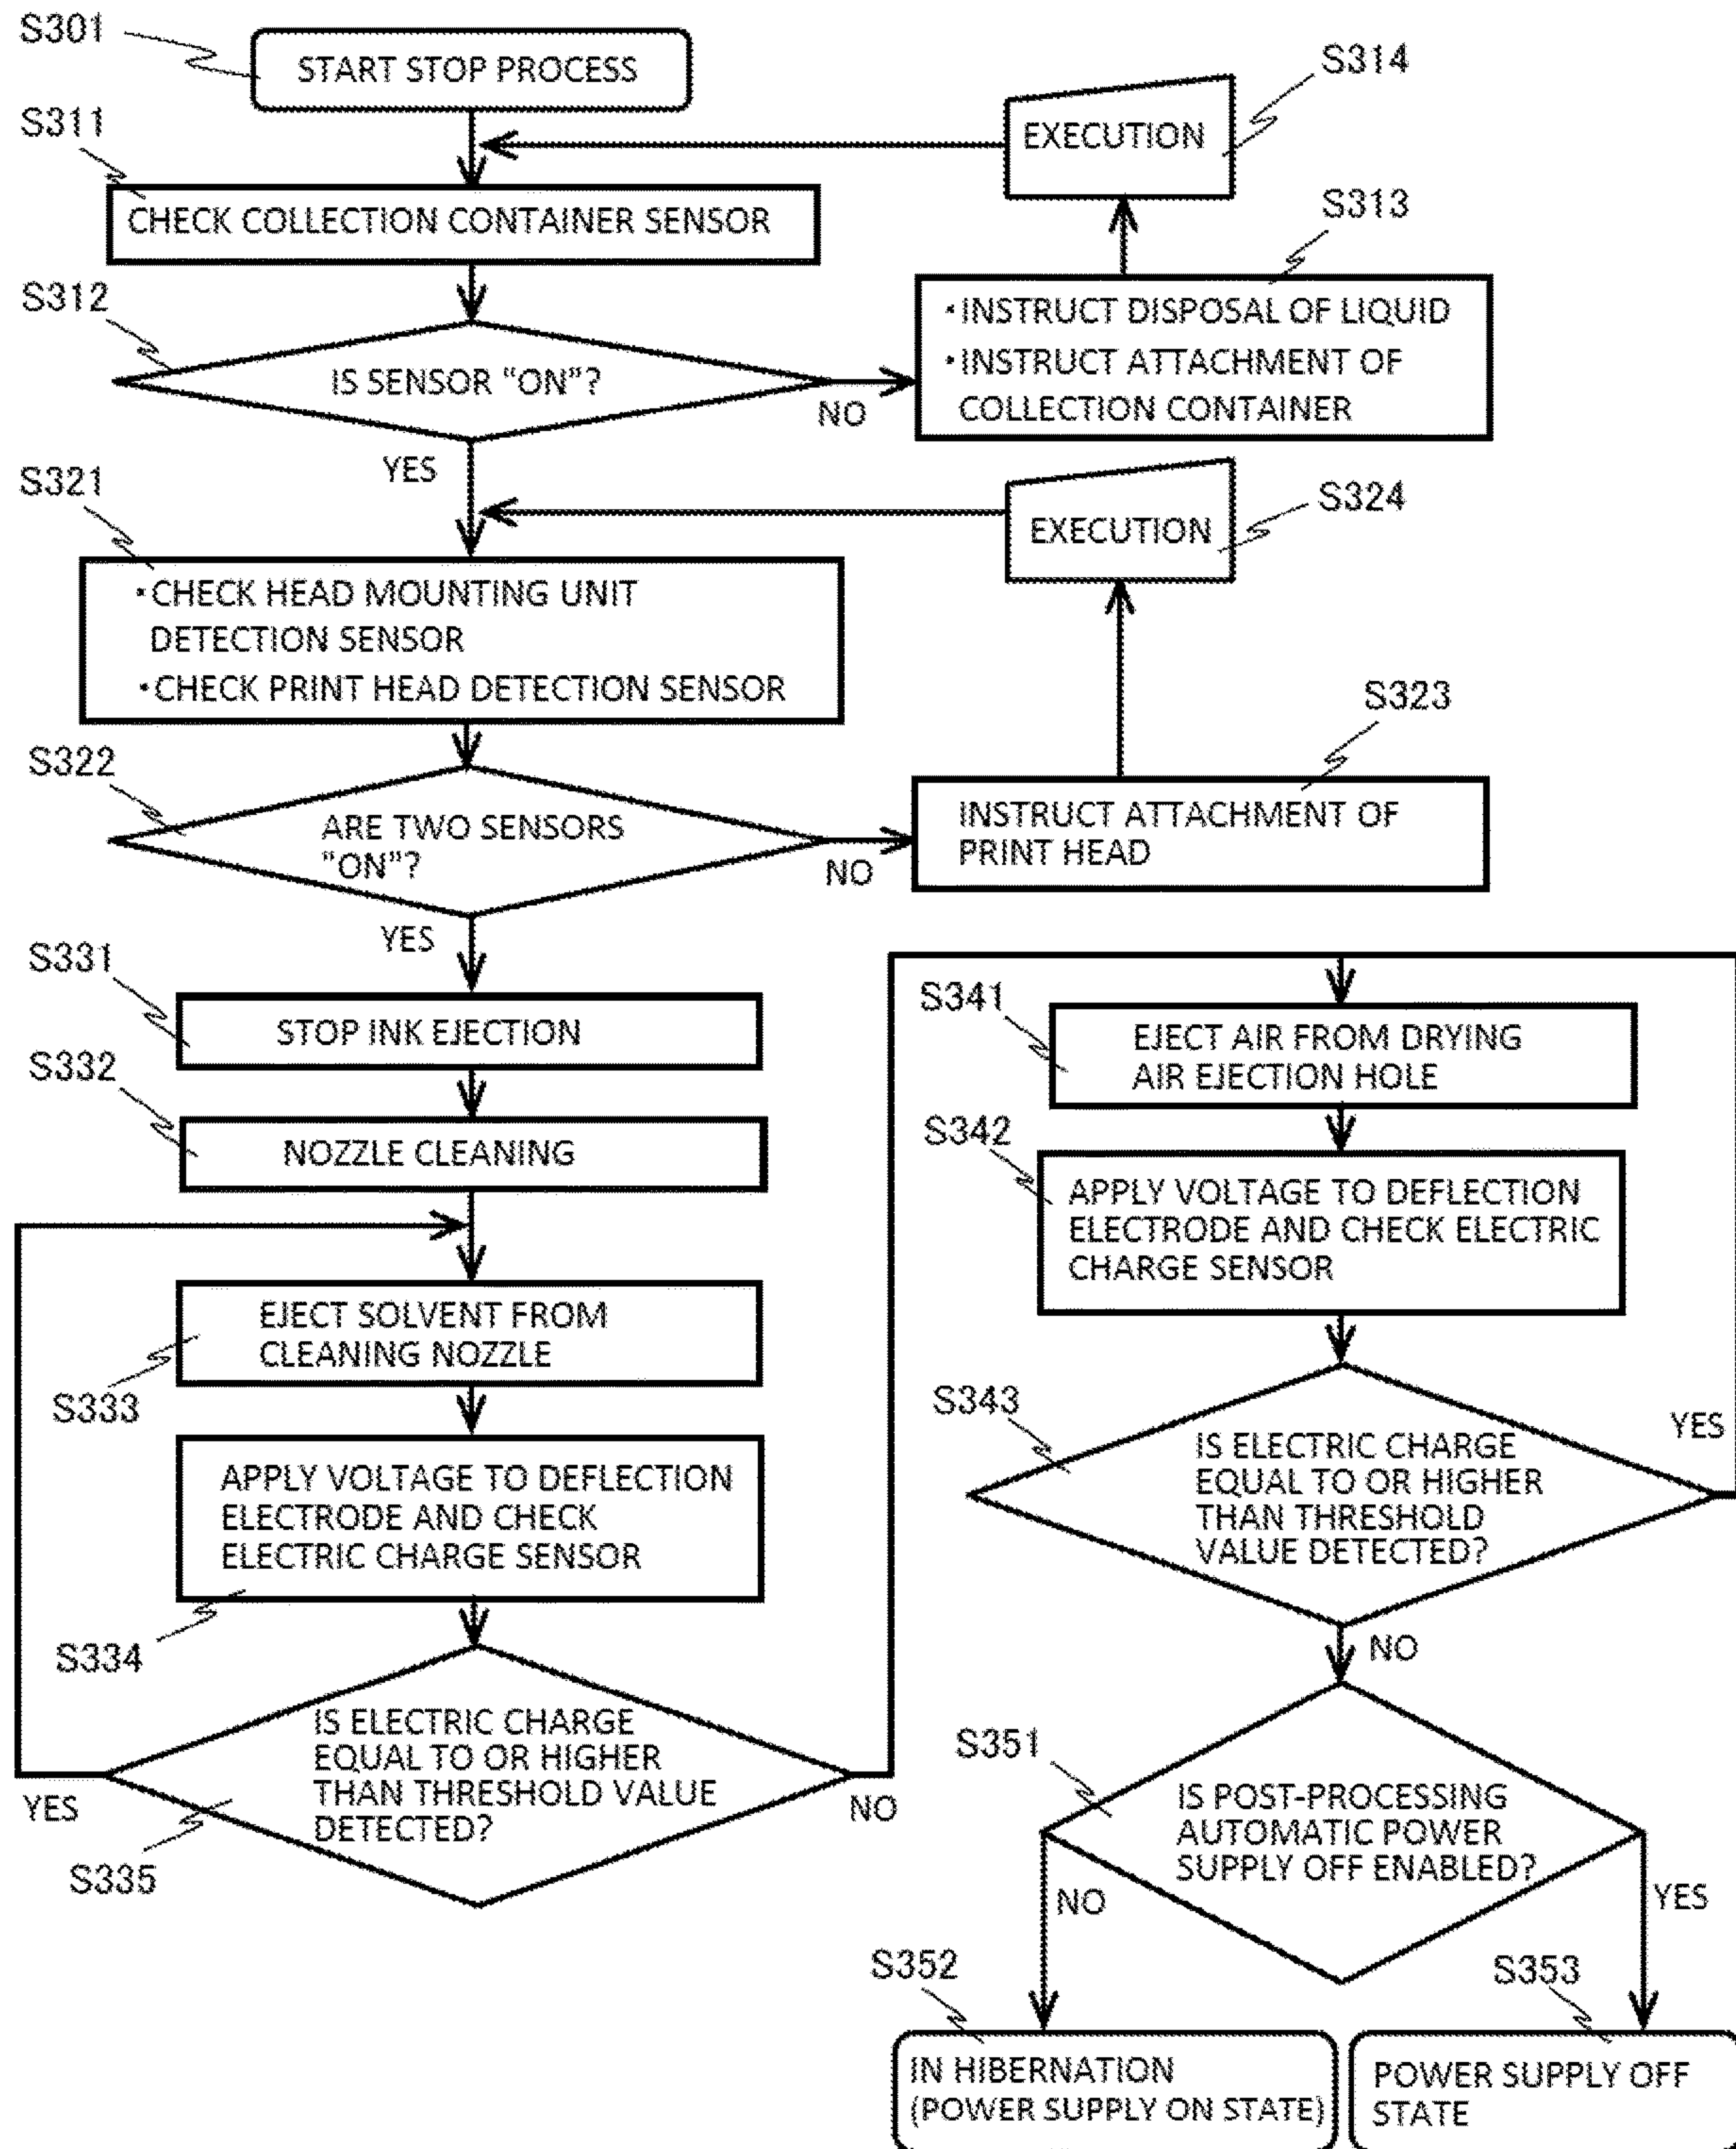 S301
START STOP PROCESS
S314
EXECUTION
S311
CHECK COLLECTION CONTAINER SENSOR
S313
・INSTRUCT DISPOSAL OF LIQUID
・INSTRUCT ATTACHMENT OF
COLLECTION CONTAINER
S312
IS SENSOR "ON"?
NO
YES
S321
・CHECK HEAD MOUNTING UNIT
DETECTION SENSOR
・CHECK PRINT HEAD DETECTION SENSOR
S324
EXECUTION
S323
INSTRUCT ATTACHMENT OF
PRINT HEAD
S322
ARE TWO SENSORS
"ON"?
NO
YES
S331
STOP INK EJECTION
S332
NOZZLE CLEANING
EJECT SOLVENT FROM
CLEANING NOZZLE
S333
APPLY VOLTAGE TO DEFLECTION
ELECTRODE AND CHECK
ELECTRIC CHARGE SENSOR
S334
IS ELECTRIC CHARGE
EQUAL TO OR HIGHER
THAN THRESHOLD VALUE
DETECTED?
YES
NO
S335
S341
EJECT AIR FROM DRYING
AIR EJECTION HOLE
S342
APPLY VOLTAGE TO DEFLECTION
ELECTRODE AND CHECK ELECTRIC
CHARGE SENSOR
S343
YES
IS ELECTRIC CHARGE
EQUAL TO OR HIGHER
THAN THRESHOLD
VALUE DETECTED?
NO
S351
IS POST-PROCESSING
AUTOMATIC POWER
SUPPLY OFF ENABLED?
NO
YES
S352
IN HIBERNATION
(POWER SUPPLY ON STATE)
S353
POWER SUPPLY OFF
STATE